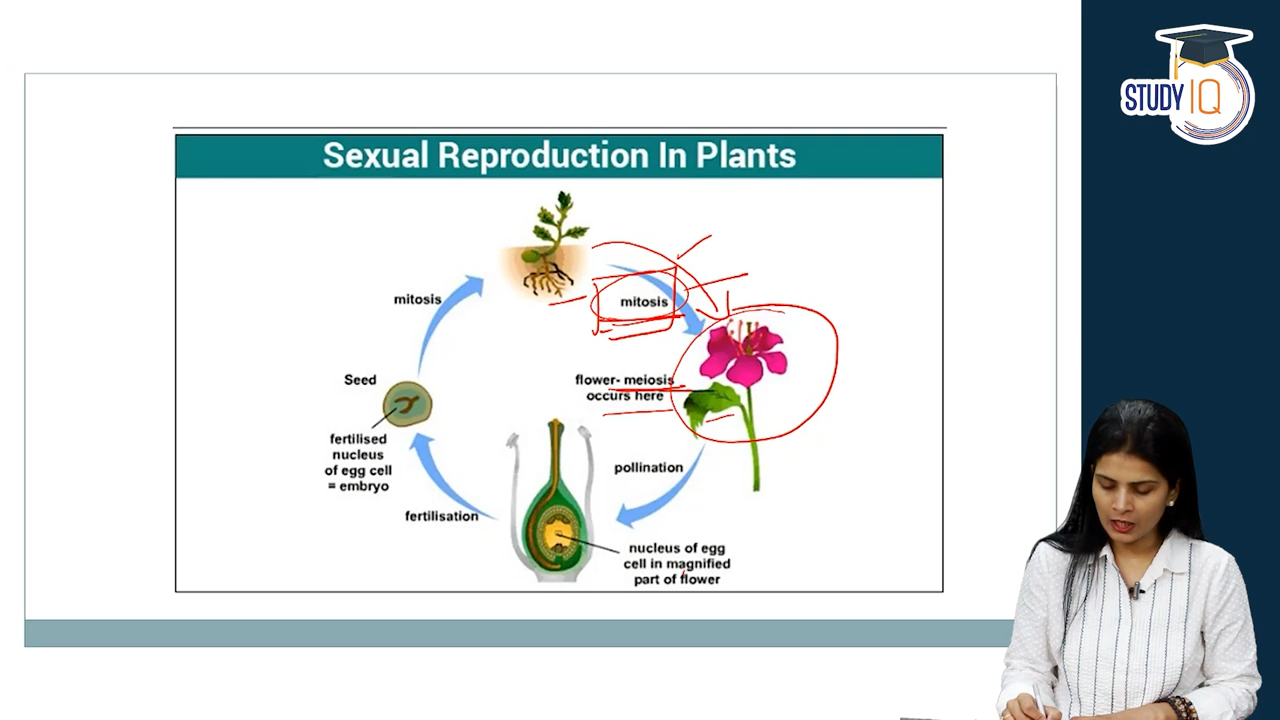 STUDY IQ
Sexual Reproduction In Plants
mitosis
mitosis
Seed
flower- meiosis
occurs here
fertilised
nucleus
of egg cell
= embryo
pollination
fertilisation
nucleus of egg
cell in magnified
part of flower